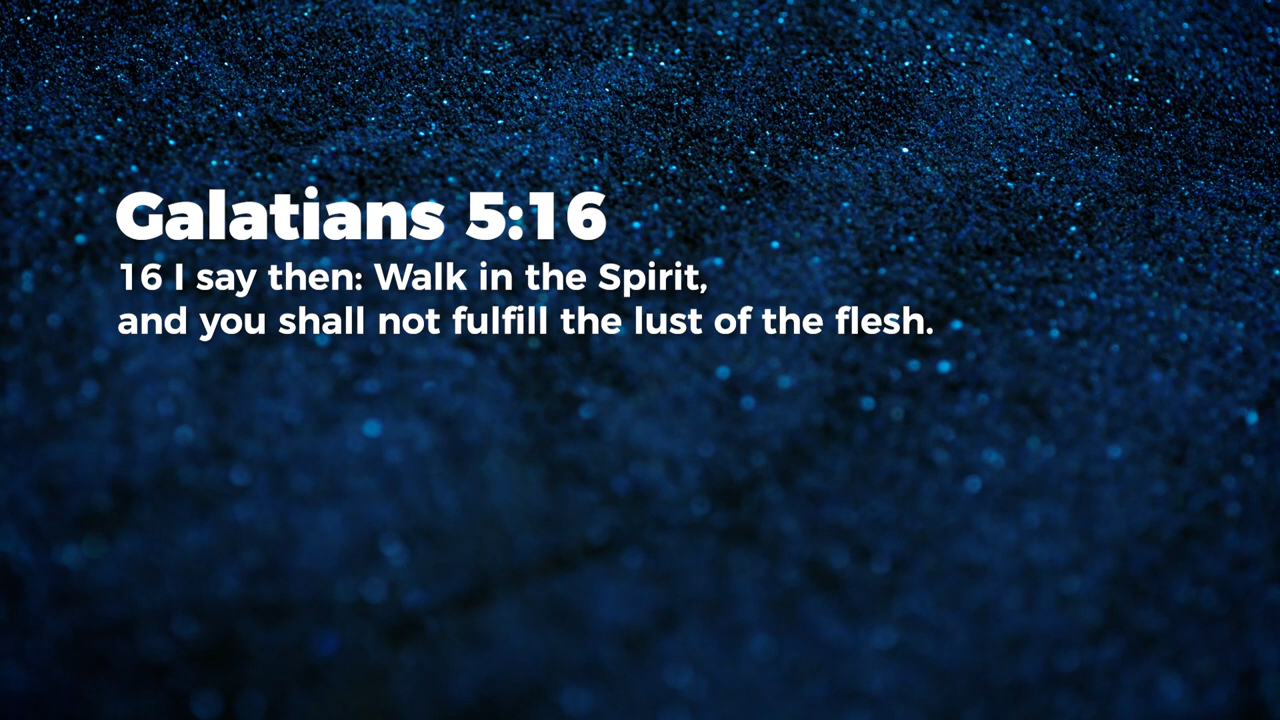 Galatians 5:16
16 I say then: Walk in the Spirit,
and you shall not fulfill the lust of the flesh.